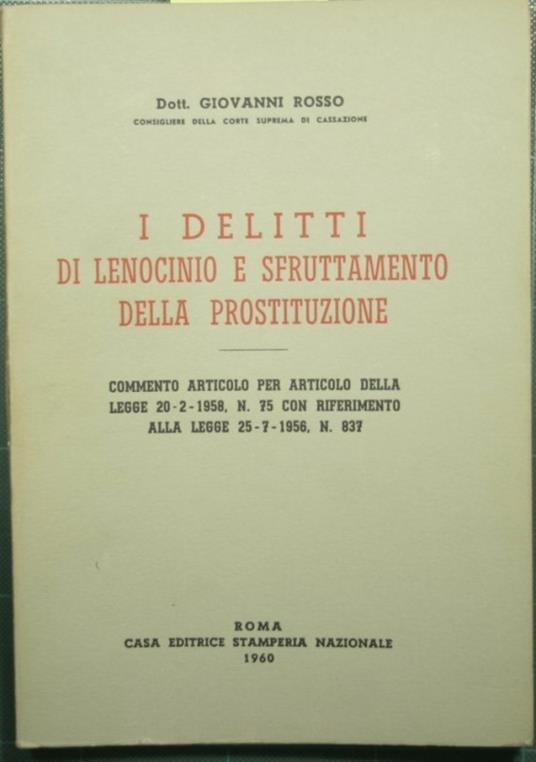 Dott. GIOVANNI ROSSO
CONSIGLIERE DELLA CORTE SUPREMA DI CASSAZIONE
I DELITTI
DI LENOCINIO E SFRUTTAMENTO
DELLA PROSTITUZIONE
COMMENTO ARTICOLO PER ARTICOLO DELLA
LEGGE 20-2-1958, N. 75 CON RIFERIMENTO
ALLA LEGGE 25-7-1956, N. 837
ROMA
CASA EDITRICE STAMPERIA NAZIONALE
1960